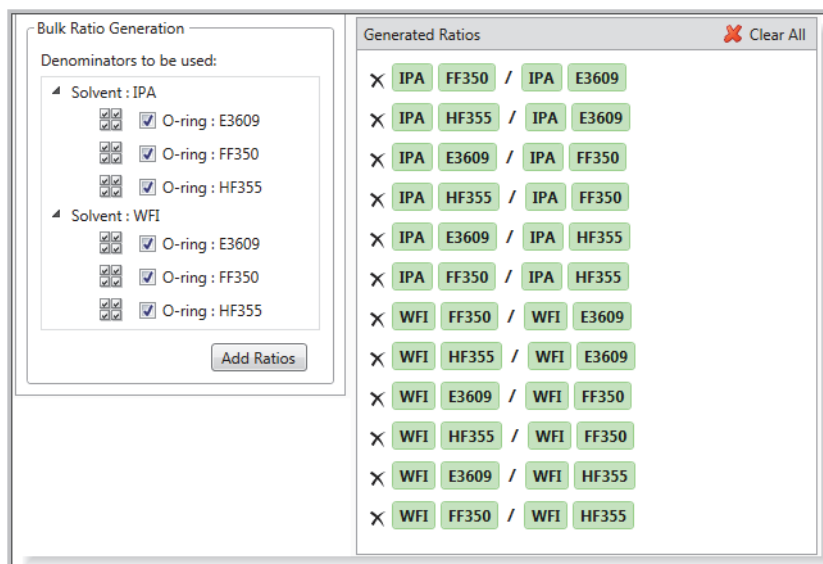 Bulk Ratio Generation
Denominators to be used:
Solvent : IPA
O-ring : E3609
O-ring : FF350
O-ring : HF355
Solvent : WFI
O-ring : E3609
O-ring : FF350
O-ring : HF355
Add Ratios
Generated Ratios
Clear All
IPA FF350 / IPA E3609
IPA HF355 / IPA E3609
IPA E3609 / IPA FF350
IPA HF355 / IPA FF350
IPA E3609 / IPA HF355
IPA FF350 / IPA HF355
WFI FF350 / WFI E3609
WFI HF355 / WFI E3609
WFI E3609 / WFI FF350
WFI HF355 / WFI FF350
WFI E3609 / WFI HF355
WFI FF350 / WFI HF355